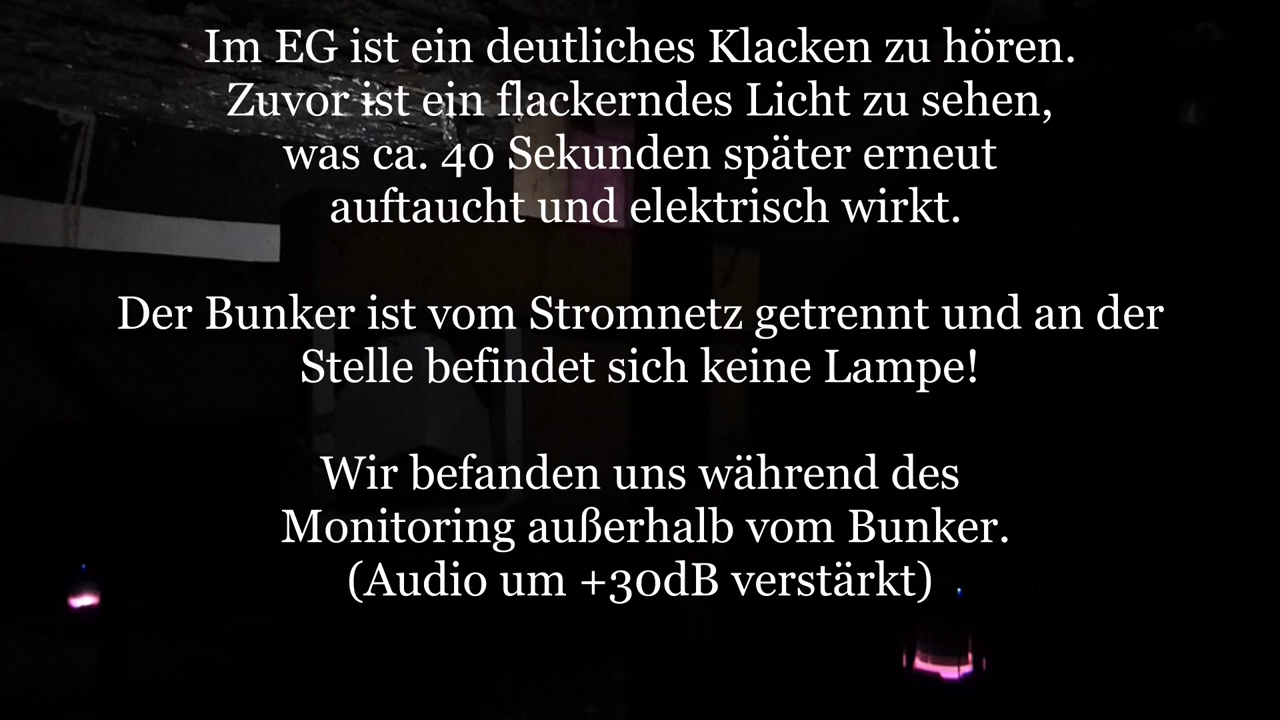 Im EG ist ein deutliches Klacken zu hören.
Zuvor ist ein flackerndes Licht zu sehen,
was ca. 40 Sekunden später erneut
auftaucht und elektrisch wirkt.
Der Bunker ist vom Stromnetz getrennt und an der
Stelle befindet sich keine Lampe!
Wir befanden uns während des
Monitoring außerhalb vom Bunker.
(Audio um +30dB verstärkt)